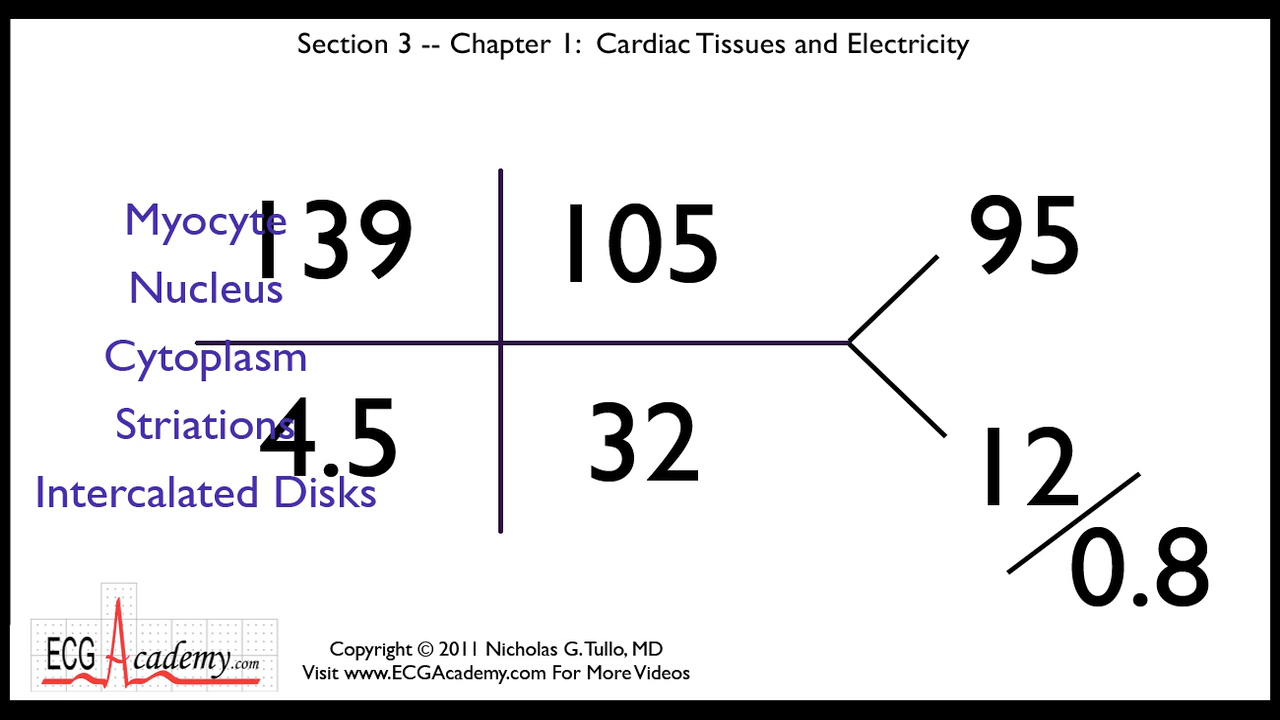 Section 3 -- Chapter 1: Cardiac Tissues and Electricity
Myocyte
139
105
95
Nucleus
Cytoplasm
Striations
4.5
32
12
Intercalated Disks
0.8
ECG Academy.com
Copyright © 2011 Nicholas G. Tullo, MD
Visit www.ECGAcademy.com For More Videos